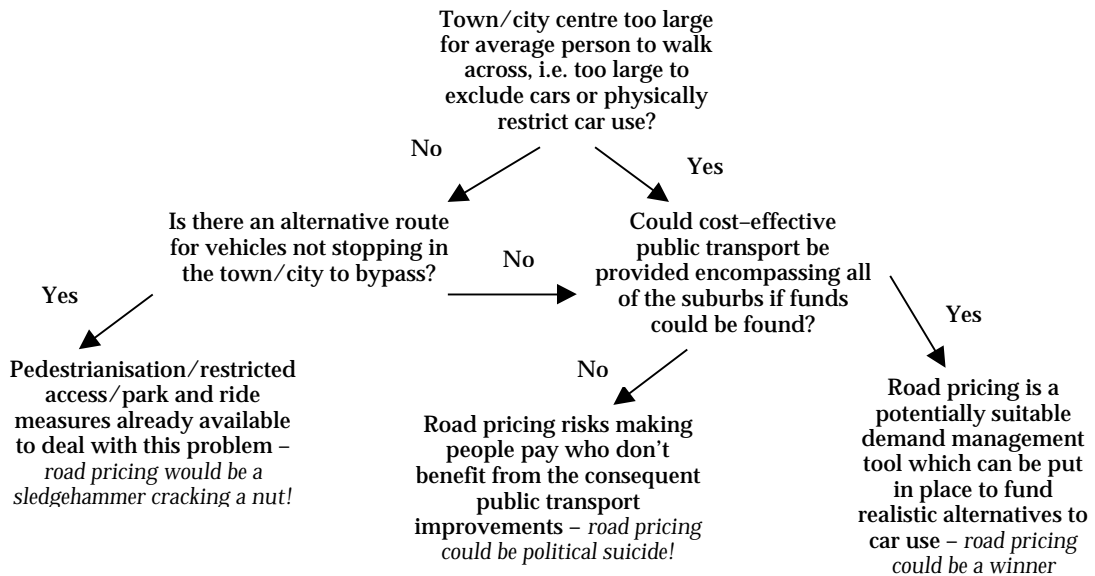 Town/city centre too large
for average person to walk
across, i.e. too large to
exclude cars or physically
restrict car use?
No
Yes
Is there an alternative route
for vehicles not stopping in
the town/city to bypass?
No
Could cost–effective
public transport be
provided encompassing all
of the suburbs if funds
could be found?
Yes
Yes
No
Pedestrianisation/restricted
access/park and ride
measures already available
to deal with this problem –
road pricing would be a
sledgehammer cracking a nut!
Road pricing risks making
people pay who don't
benefit from the consequent
public transport
improvements – road pricing
could be political suicide!
Road pricing is a
potentially suitable
demand management
tool which can be put
in place to fund
realistic alternatives to
car use – road pricing
could be a winner